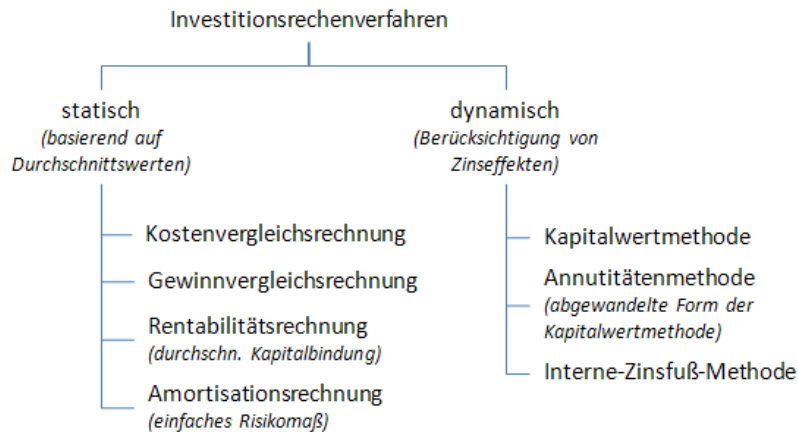 Investitionsrechenverfahren
statisch
(basierend auf
Durchschnittswerten)
Kostenvergleichsrechnung
Gewinnvergleichsrechnung
Rentabilitätsrechnung
(durchschn. Kapitalbindung)
Amortisationsrechnung
(einfaches Risikomaß)
dynamisch
(Berücksichtigung von
Zinseffekten)
Kapitalwertmethode
Annutitätenmethode
(abgewandelte Form der
Kapitalwertmethode)
Interne-Zinsfuß-Methode